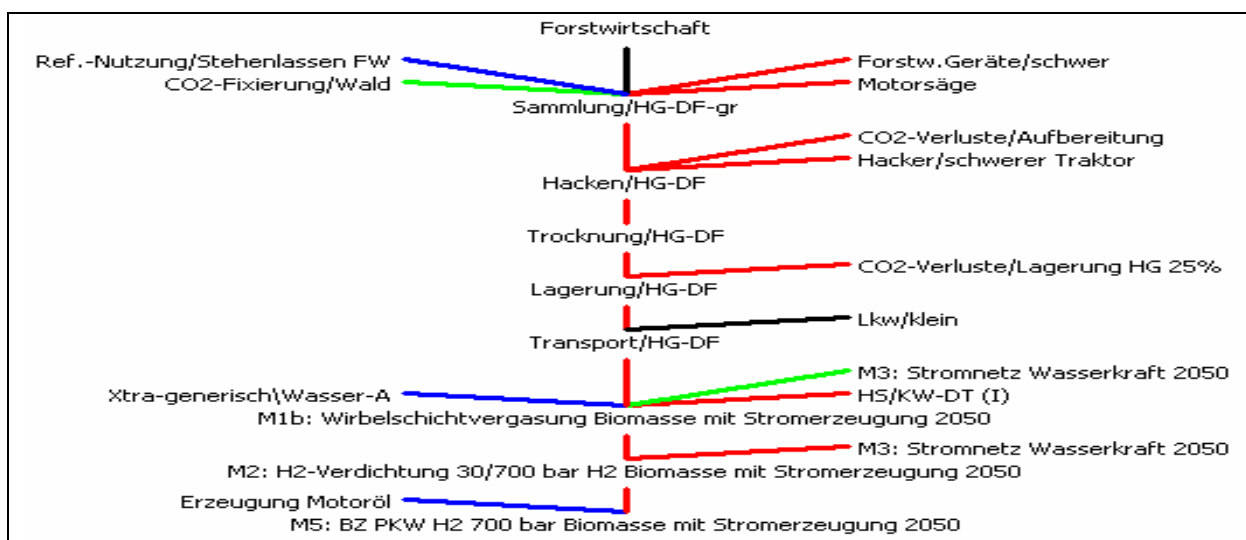 Forstwirtschaft
Ref.-Nutzung/Stehenlassen FW
Forstw.Geräte/schwer
CO2-Fixierung/Wald
Motorsäge
Sammlung/HG-DF-gr
CO2-Verluste/Aufbereitung
Hacker/schwerer Traktor
Hacken/HG-DF
Trocknung/HG-DF
CO2-Verluste/Lagerung HG 25%
Lagerung/HG-DF
Lkw/klein
Transport/HG-DF
M3: Stromnetz Wasserkraft 2050
Xtra-generisch\Wasser-A
HS/KW-DT (I)
M1b: Wirbelschichtvergasung Biomasse mit Stromerzeugung 2050
M3: Stromnetz Wasserkraft 2050
M2: H2-Verdichtung 30/700 bar H2 Biomasse mit Stromerzeugung 2050
Erzeugung Motoröl
M5: BZ PKW H2 700 bar Biomasse mit Stromerzeugung 2050